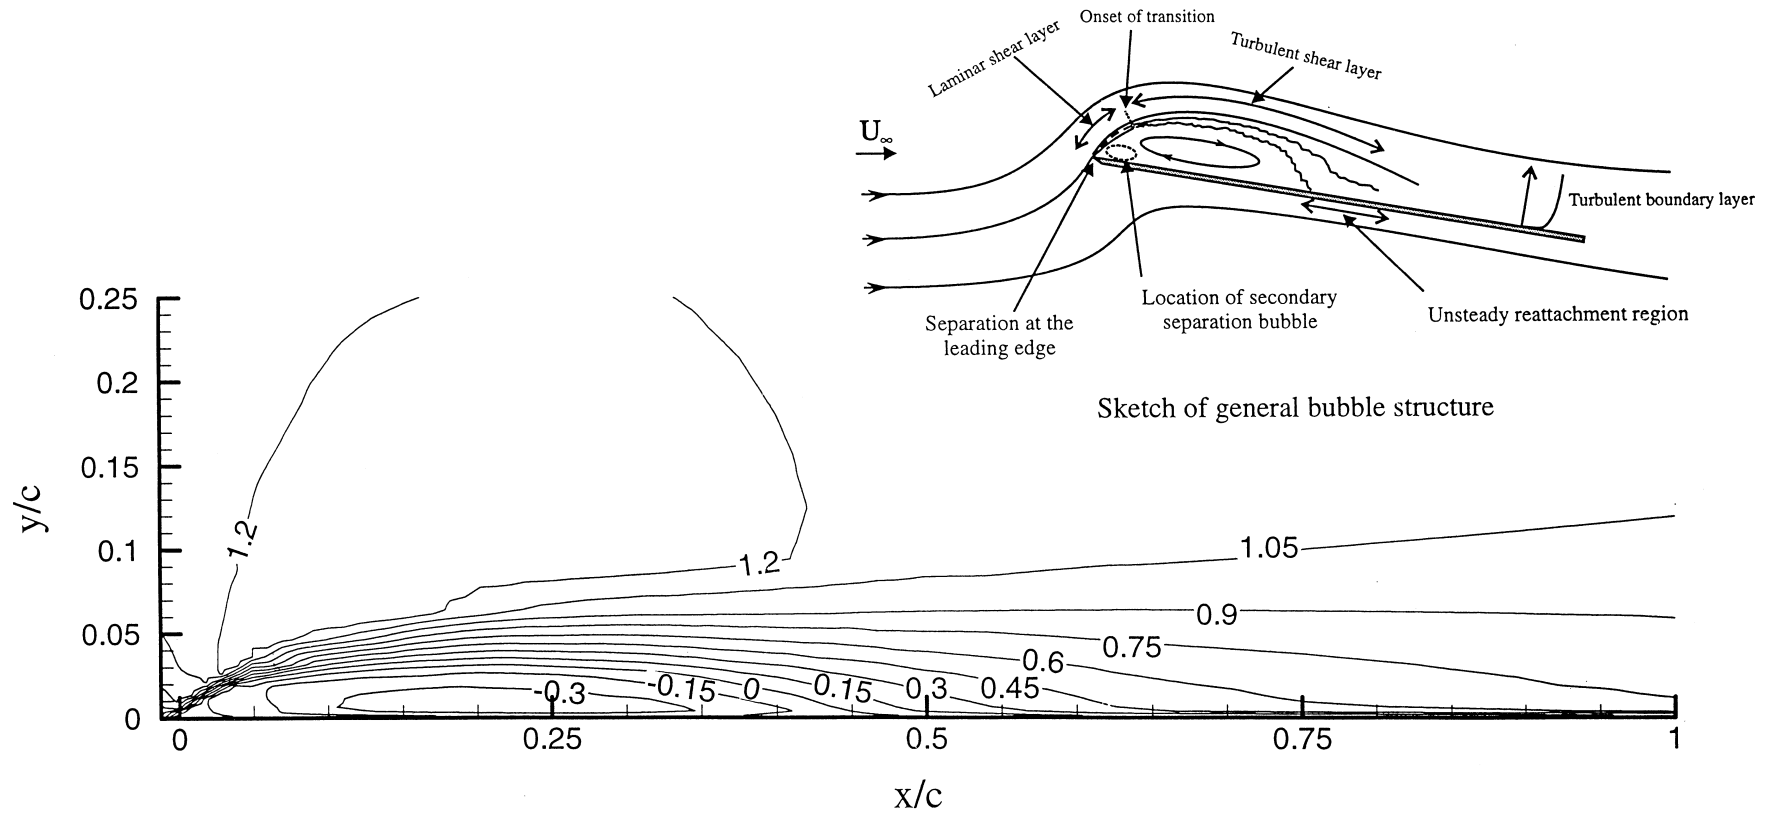 Onset of transition
Laminar shear layer
Turbulent shear layer
U∞
Turbulent boundary layer
Separation at the
leading edge
Location of secondary
separation bubble
Unsteady reattachment region
Sketch of general bubble structure
0.25
0.2
0.15
0.1
0.05
0
y/c
1.2
1.2
1.05
0.9
0.75
0.6
-0.3
-0.15
0
0.15
0.3
0.45
0
0.25
0.5
0.75
1
x/c